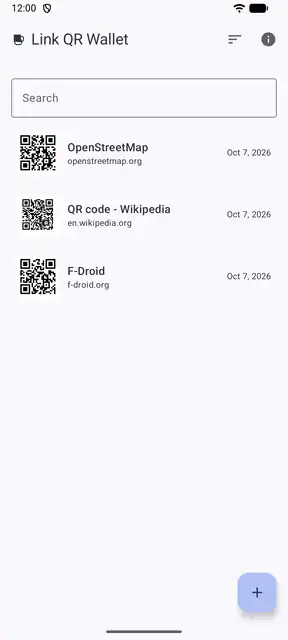 12:00
Link QR Wallet
Search
OpenStreetMap
openstreetmap.org
Oct 7, 2026
QR code - Wikipedia
en.wikipedia.org
Oct 7, 2026
F-Droid
f-droid.org
Oct 7, 2026